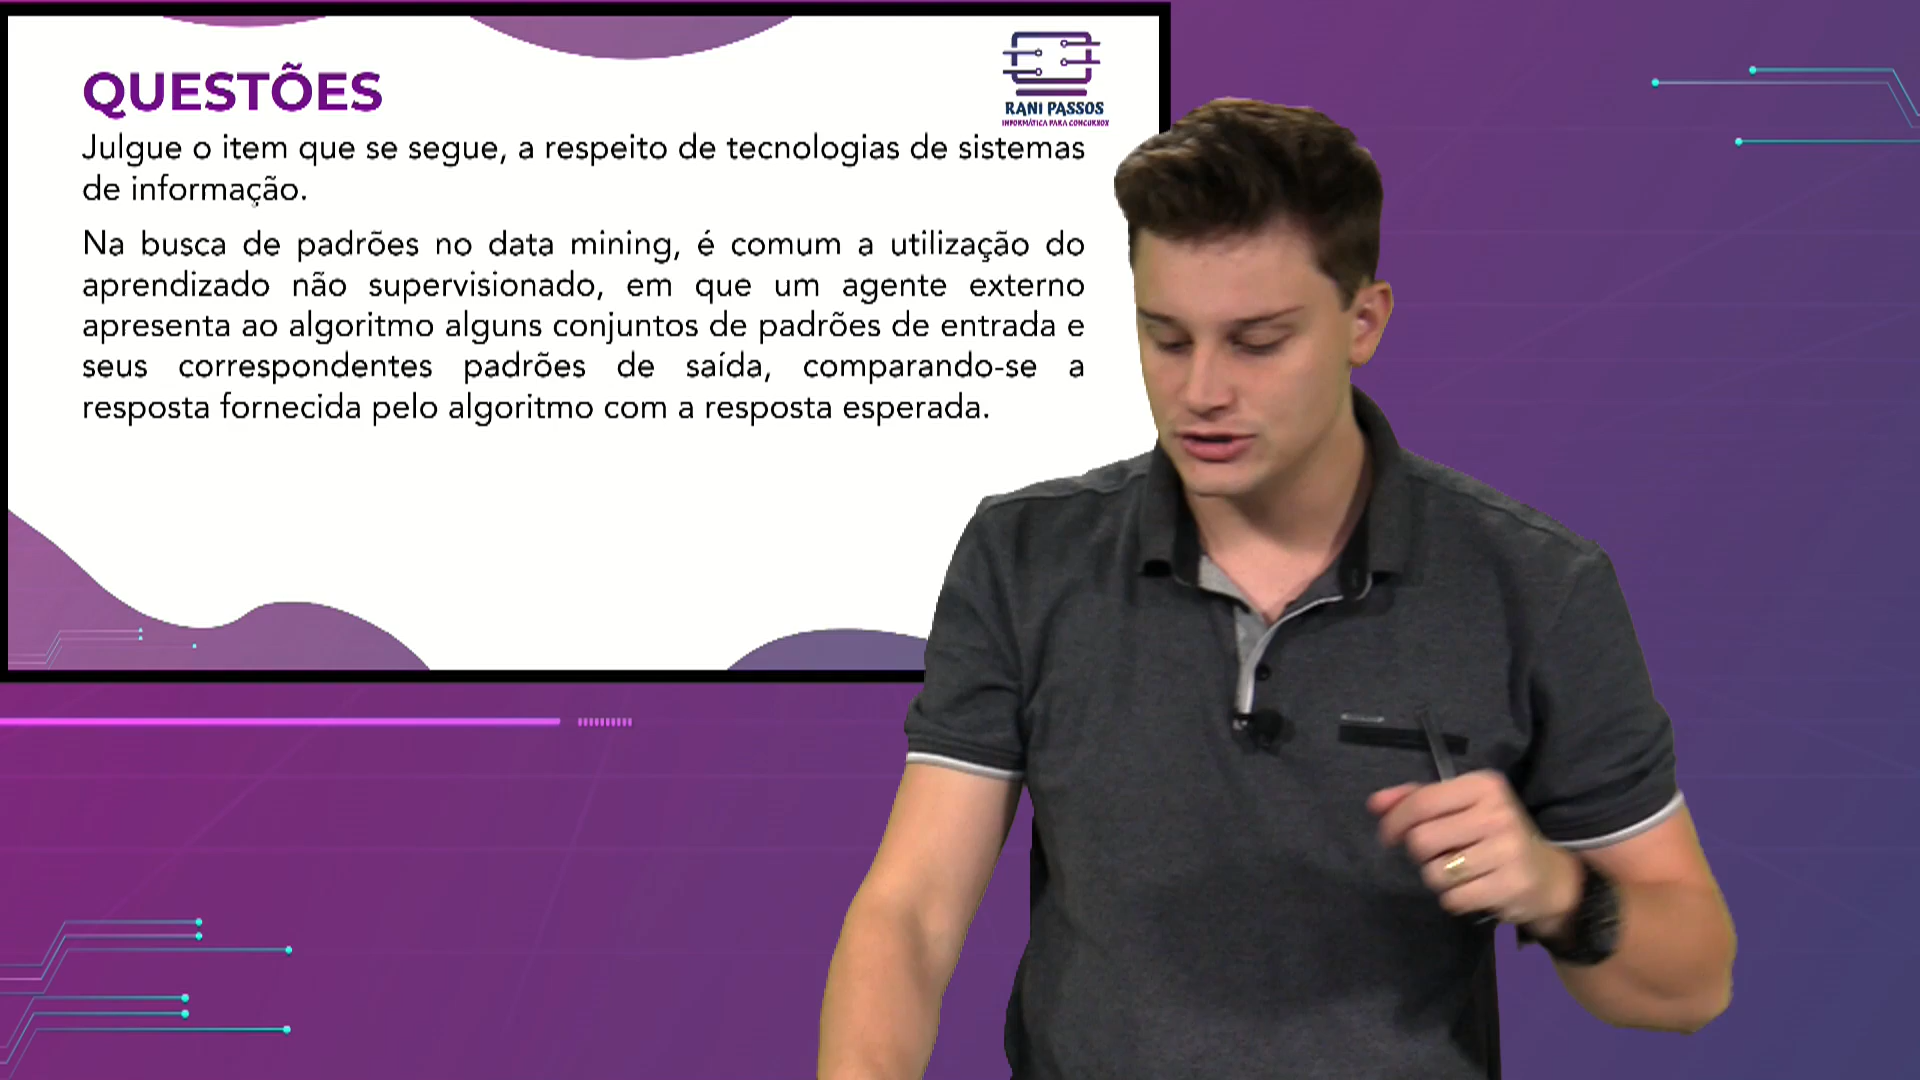 QUESTÕES
RANI PASSOS
INFORMÁTICA PARA CONCURSOS
Julgue o item que se segue, a respeito de tecnologias de sistemas
de informação.
Na busca de padrões no data mining, é comum a utilização do
aprendizado não supervisionado, em que um agente externo
apresenta ao algoritmo alguns conjuntos de padrões de entrada e
seus correspondentes padrões de saída, comparando-se a
resposta fornecida pelo algoritmo com a resposta esperada.